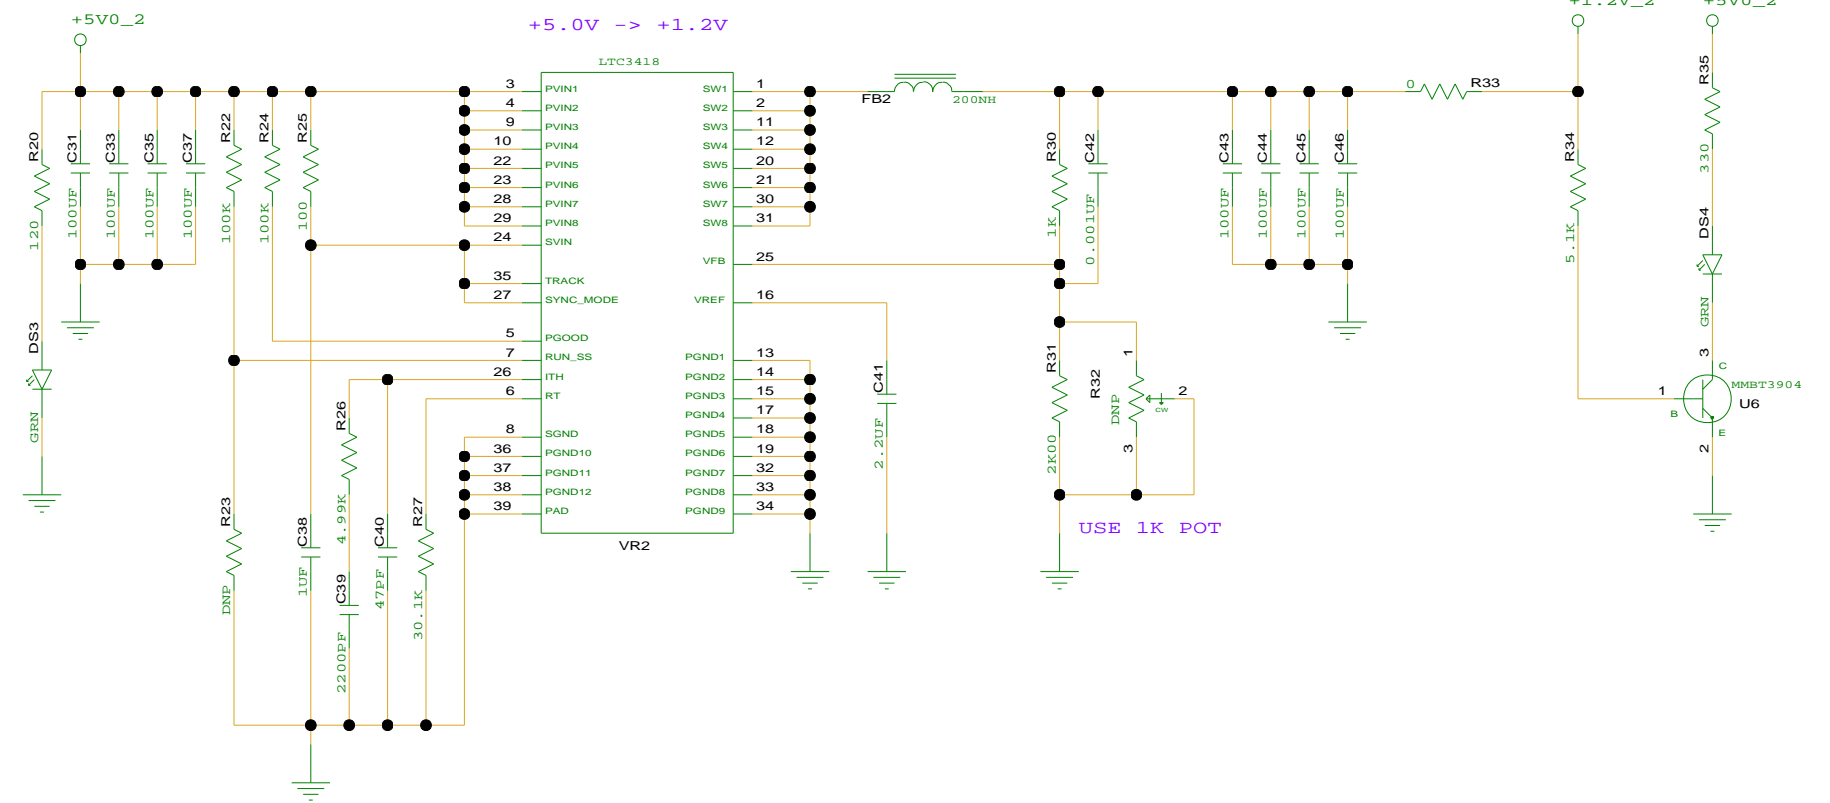 +5V0_2
+5.0V -> +1.2V
+1.2V_2
+5V0_2
LTC3418
3 PVIN1 SW1 1
4 PVIN2 SW2 2
9 PVIN3 SW3 11
10 PVIN4 SW4 12
22 PVIN5 SW5 20
23 PVIN6 SW6 21
28 PVIN7 SW7 30
29 PVIN8 SW8 31
24 SVIN
VFB 25
35 TRACK
27 SYNC_MODE VREF 16
5 PGOOD
7 RUN_SS PGND1 13
26 ITH PGND2 14
6 RT PGND3 15
PGND4 17
8 SGND PGND5 18
36 PGND10 PGND6 19
37 PGND11 PGND7 32
38 PGND12 PGND8 33
39 PAD PGND9 34
VR2
R20 120
C31 100UF
C33 100UF
C35 100UF
C37 100UF
R22 100K
R24 100K
R25 100
DS3 GRN
R23 DNP
C38 1UF
R26 4.99K
C39 2200PF
C40 47PF
R27 30.1K
FB2 200NH
C41 2.2UF
R30 1K
C42 0.001UF
R31 2K00
R32 DNP
1
2
3
CW
USE 1K POT
C43 100UF
C44 100UF
C45 100UF
C46 100UF
0 R33
R34 5.1K
R35 330
DS4 GRN
3 C
1 B
MMBT3904
U6
E 2